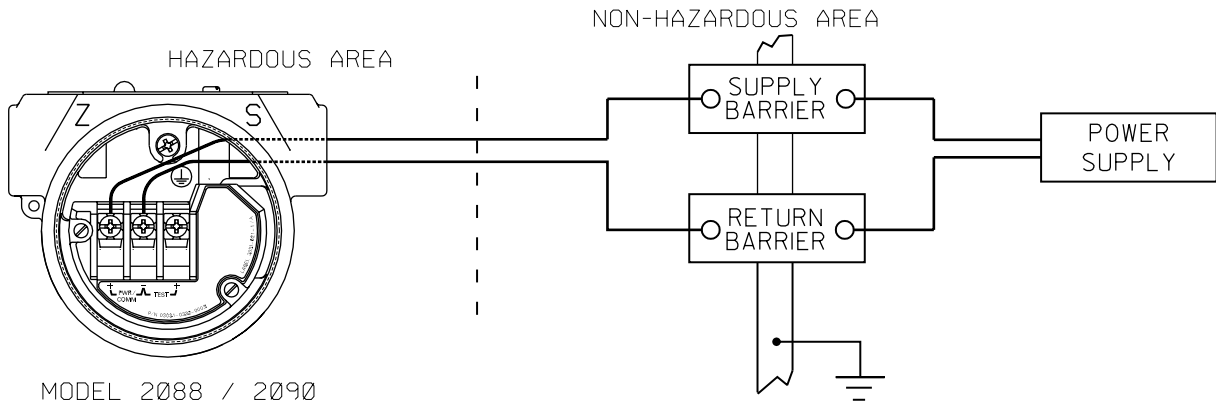 NON-HAZARDOUS AREA
HAZARDOUS AREA
Z S
SUPPLY
BARRIER
POWER
SUPPLY
RETURN
BARRIER
+ - +
PWR/ TEST
COMM
MODEL 2088 / 2090